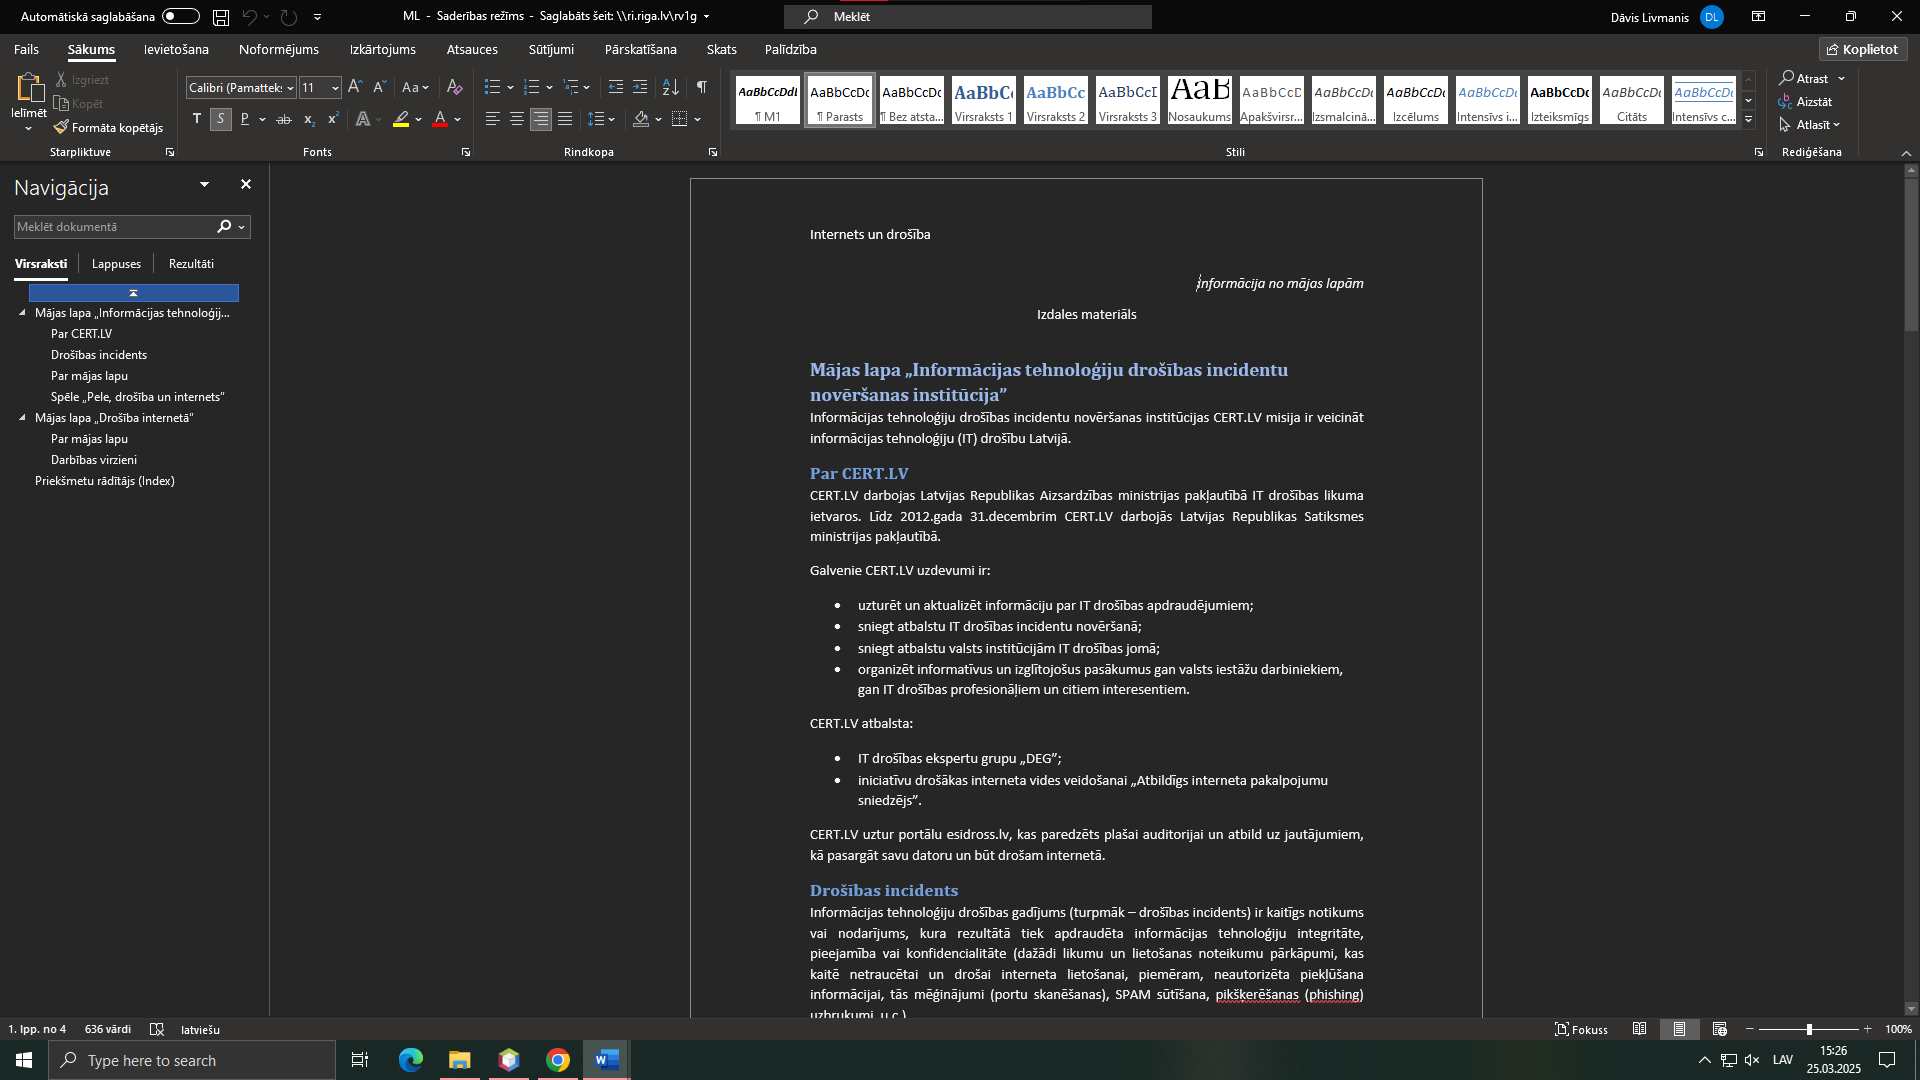 Automātiskā saglabāšana
ML - Saderības režīms - Saglabāts šeit: \\ri.riga.lv\rv1g
Meklēt
Dāvis Livmanis
DL
Fails
Sākums
Ievietošana
Noformējums
Izkārtojums
Atsauces
Sūtījumi
Pārskatīšana
Skats
Palīdzība
Koplietot
Ielīmēt
Izgriezt
Kopēt
Formāta kopētājs
Starpliktuve
Calibri (Pamatteks
11
Aa
T S P ab x₂ x² A A
Fonts
Rindkopa
AaBbCcDdI
¶ M1
AaBbCcDc
¶ Parasts
AaBbCcDc
¶ Bez atsta...
AaBbCc
Virsraksts 1
AaBbCc
Virsraksts 2
AaBbCcI
Virsraksts 3
AaB
Nosaukums
AaBbCcD
Apakšvirsr...
AaBbCcDc
Izsmalcinā...
AaBbCcDc
Izcēlums
AaBbCcDc
Intensīvs i...
AaBbCcDc
Izteiksmīgs
AaBbCcDc
Citāts
AaBbCcDc
Intensīvs c...
Stili
Atrast
Aizstāt
Atlasīt
Rediģēšana
Navigācija
Meklēt dokumentā
Virsraksti
Lappuses
Rezultāti
Mājas lapa „Informācijas tehnoloģij...
Par CERT.LV
Drošības incidents
Par mājas lapu
Spēle „Pele, drošība un internets”
Mājas lapa „Drošība internetā”
Par mājas lapu
Darbības virzieni
Priekšmetu rādītājs (Index)
Internets un drošība
Informācija no mājas lapām
Izdales materiāls
Mājas lapa „Informācijas tehnoloģiju drošības incidentu
novēršanas institūcija”
Informācijas tehnoloģiju drošības incidentu novēršanas institūcijas CERT.LV misija ir veicināt
informācijas tehnoloģiju (IT) drošību Latvijā.
Par CERT.LV
CERT.LV darbojas Latvijas Republikas Aizsardzības ministrijas pakļautībā IT drošības likuma
ietvaros. Līdz 2012.gada 31.decembrim CERT.LV darbojās Latvijas Republikas Satiksmes
ministrijas pakļautībā.
Galvenie CERT.LV uzdevumi ir:
• uzturēt un aktualizēt informāciju par IT drošības apdraudējumiem;
• sniegt atbalstu IT drošības incidentu novēršanā;
• sniegt atbalstu valsts institūcijām IT drošības jomā;
• organizēt informatīvus un izglītojošus pasākumus gan valsts iestāžu darbiniekiem,
gan IT drošības profesionāļiem un citiem interesentiem.
CERT.LV atbalsta:
• IT drošības ekspertu grupu „DEG”;
• iniciatīvu drošākas interneta vides veidošanai „Atbildīgs interneta pakalpojumu
sniedzējs”.
CERT.LV uztur portālu esidross.lv, kas paredzēts plašai auditorijai un atbild uz jautājumiem,
kā pasargāt savu datoru un būt drošam internetā.
Drošības incidents
Informācijas tehnoloģiju drošības gadījums (turpmāk – drošības incidents) ir kaitīgs notikums
vai nodarījums, kura rezultātā tiek apdraudēta informācijas tehnoloģiju integritāte,
pieejamība vai konfidencialitāte (dažādi likumu un lietošanas noteikumu pārkāpumi, kas
kaitē netraucētai un drošai interneta lietošanai, piemēram, neautorizēta piekļūšana
informācijai, tās mēģinājumi (portu skanēšanas), SPAM sūtīšana, pikšķerēšanas (phishing)
uzbrukumi, u.c.)
1. lpp. no 4
636 vārdi
latviešu
Fokuss
100%
Type here to search
LAV
15:26
25.03.2025